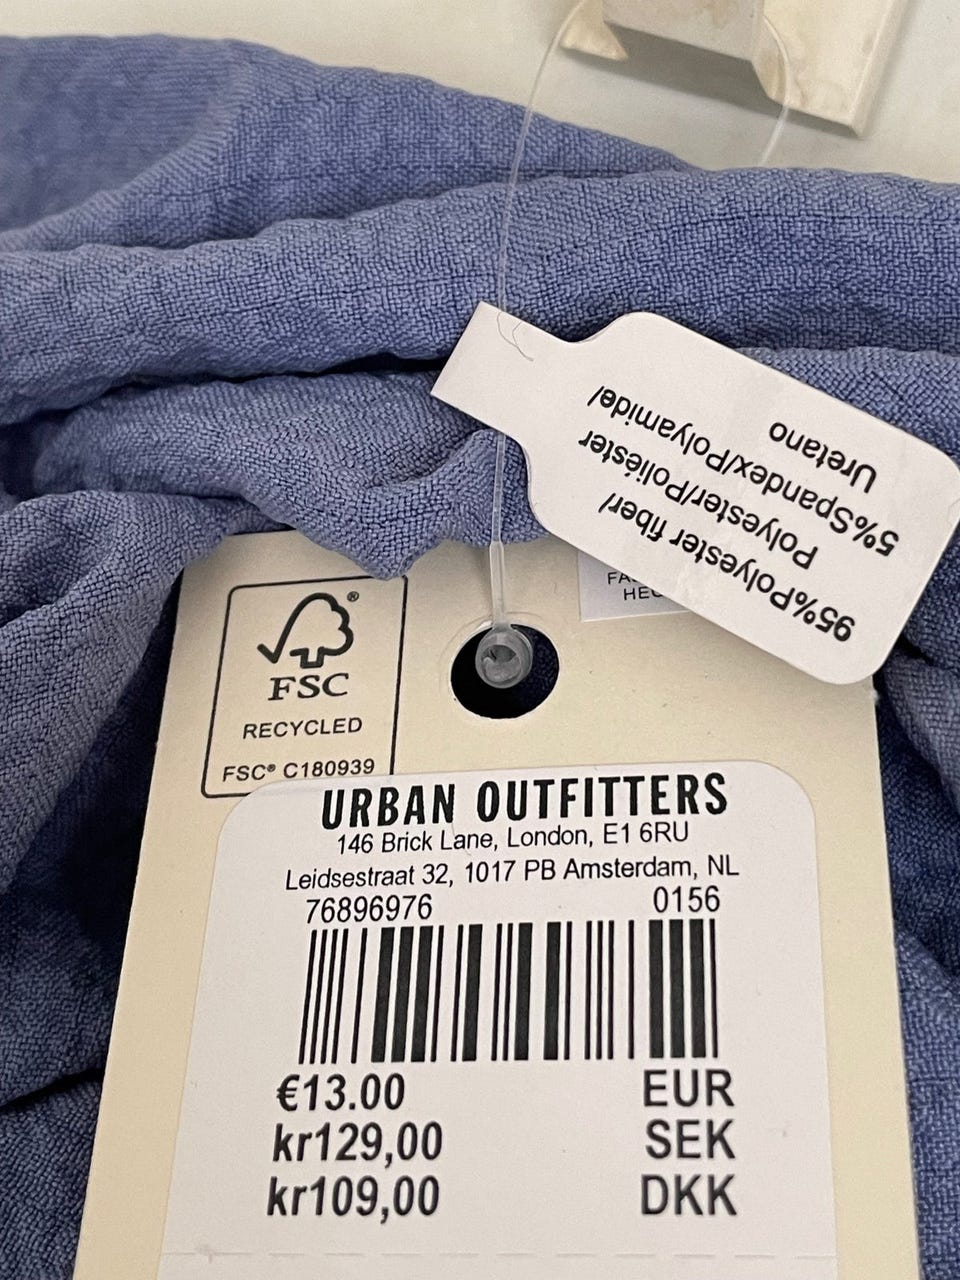 95%Polyester fiber/
Polyester/Poliéster
5%Spandex/Polyamide/
Uretano
®
FSC
RECYCLED
FSC® C180939
URBAN OUTFITTERS
146 Brick Lane, London, E1 6RU
Leidsestraat 32, 1017 PB Amsterdam, NL
76896976 0156
€13.00 EUR
kr129,00 SEK
kr109,00 DKK